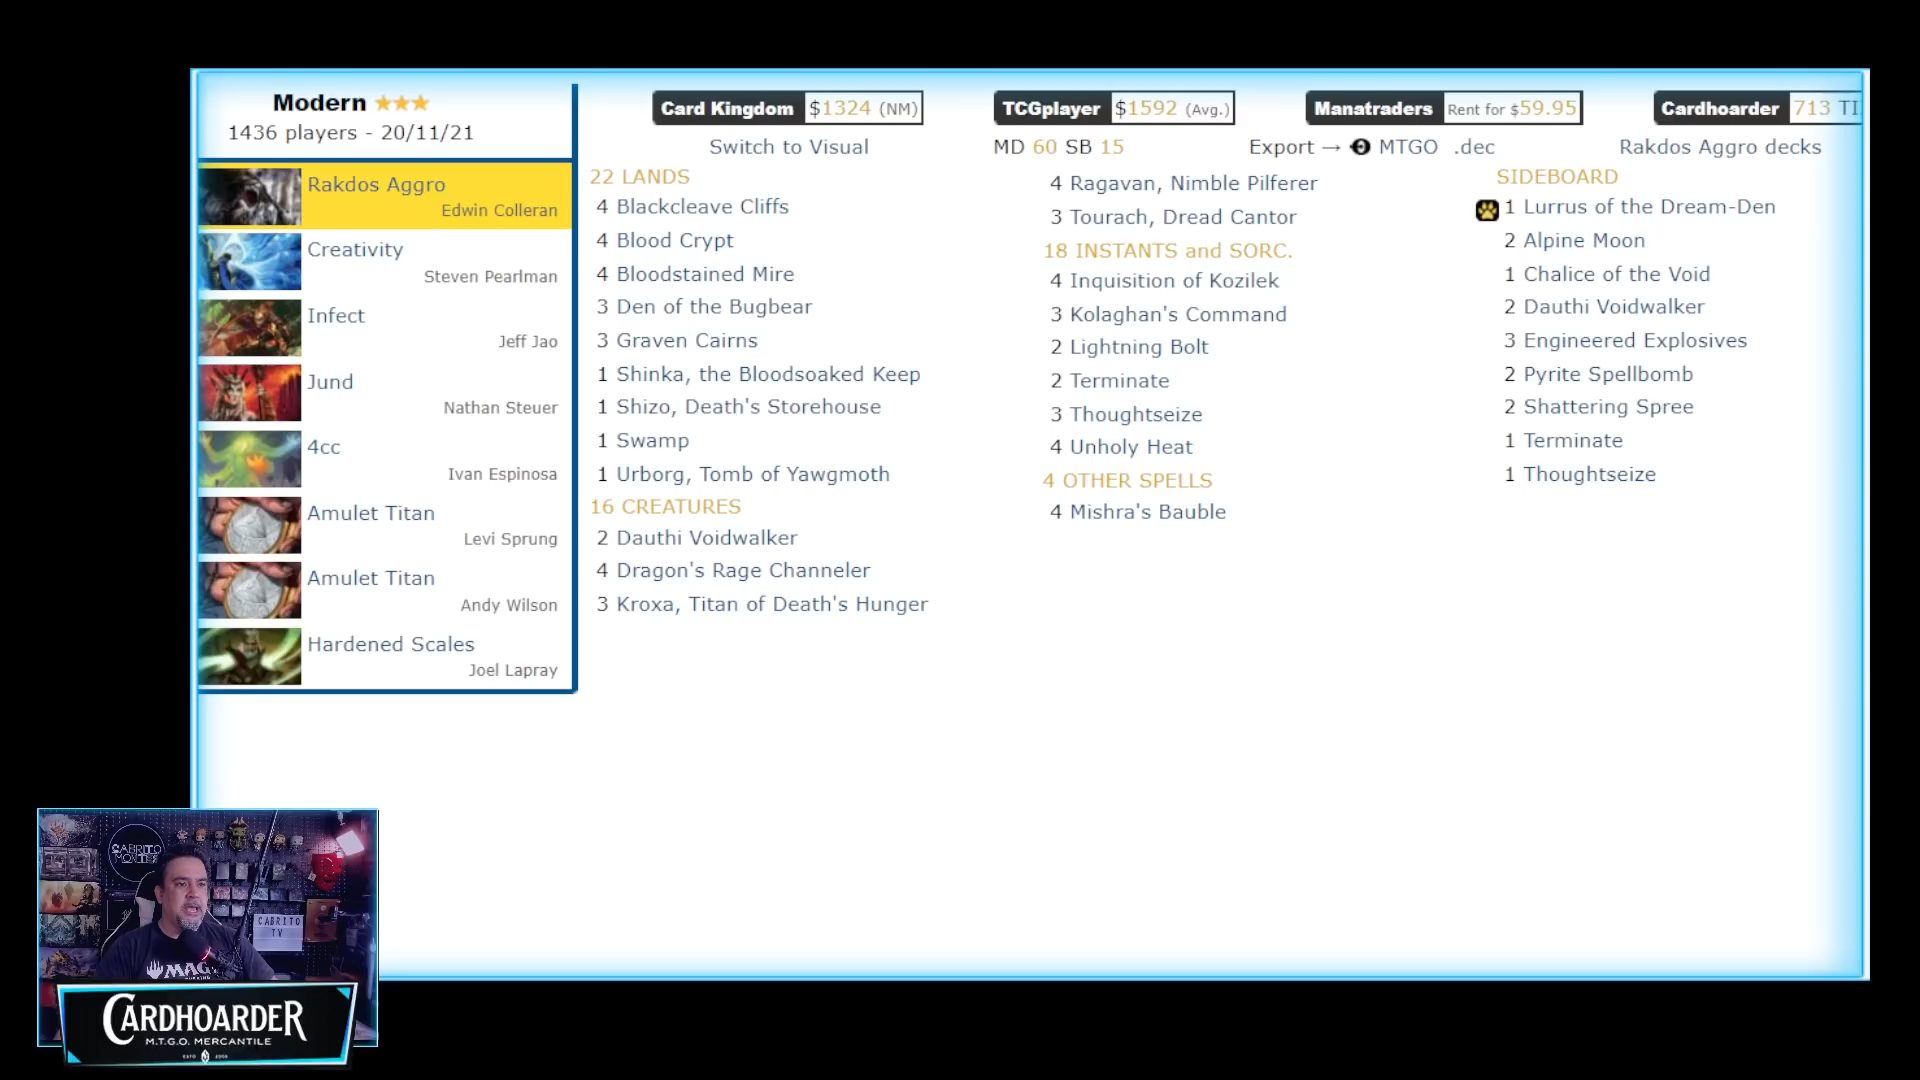 Modern
1436 players - 20/11/21
Rakdos Aggro
Edwin Colleran
Creativity
Steven Pearlman
Infect
Jeff Jao
Jund
Nathan Steuer
4cc
Ivan Espinosa
Amulet Titan
Levi Sprung
Amulet Titan
Andy Wilson
Hardened Scales
Joel Lapray
Card Kingdom $1324 (NM)
TCGplayer $1592 (Avg.)
Manatraders Rent for $59.95
Cardhoarder 713 TI
Switch to Visual
MD 60 SB 15
Export → MTGO .dec
Rakdos Aggro decks
22 LANDS
4 Blackcleave Cliffs
4 Blood Crypt
4 Bloodstained Mire
3 Den of the Bugbear
3 Graven Cairns
1 Shinka, the Bloodsoaked Keep
1 Shizo, Death's Storehouse
1 Swamp
1 Urborg, Tomb of Yawgmoth
16 CREATURES
2 Dauthi Voidwalker
4 Dragon's Rage Channeler
3 Kroxa, Titan of Death's Hunger
4 Ragavan, Nimble Pilferer
3 Tourach, Dread Cantor
18 INSTANTS and SORC.
4 Inquisition of Kozilek
3 Kolaghan's Command
2 Lightning Bolt
2 Terminate
3 Thoughtseize
4 Unholy Heat
4 OTHER SPELLS
4 Mishra's Bauble
SIDEBOARD
1 Lurrus of the Dream-Den
2 Alpine Moon
1 Chalice of the Void
2 Dauthi Voidwalker
3 Engineered Explosives
2 Pyrite Spellbomb
2 Shattering Spree
1 Terminate
1 Thoughtseize
CABRITO
MONTES
CABRITO
TV
MAG
CARDHOARDER
M.T.G.O. MERCANTILE